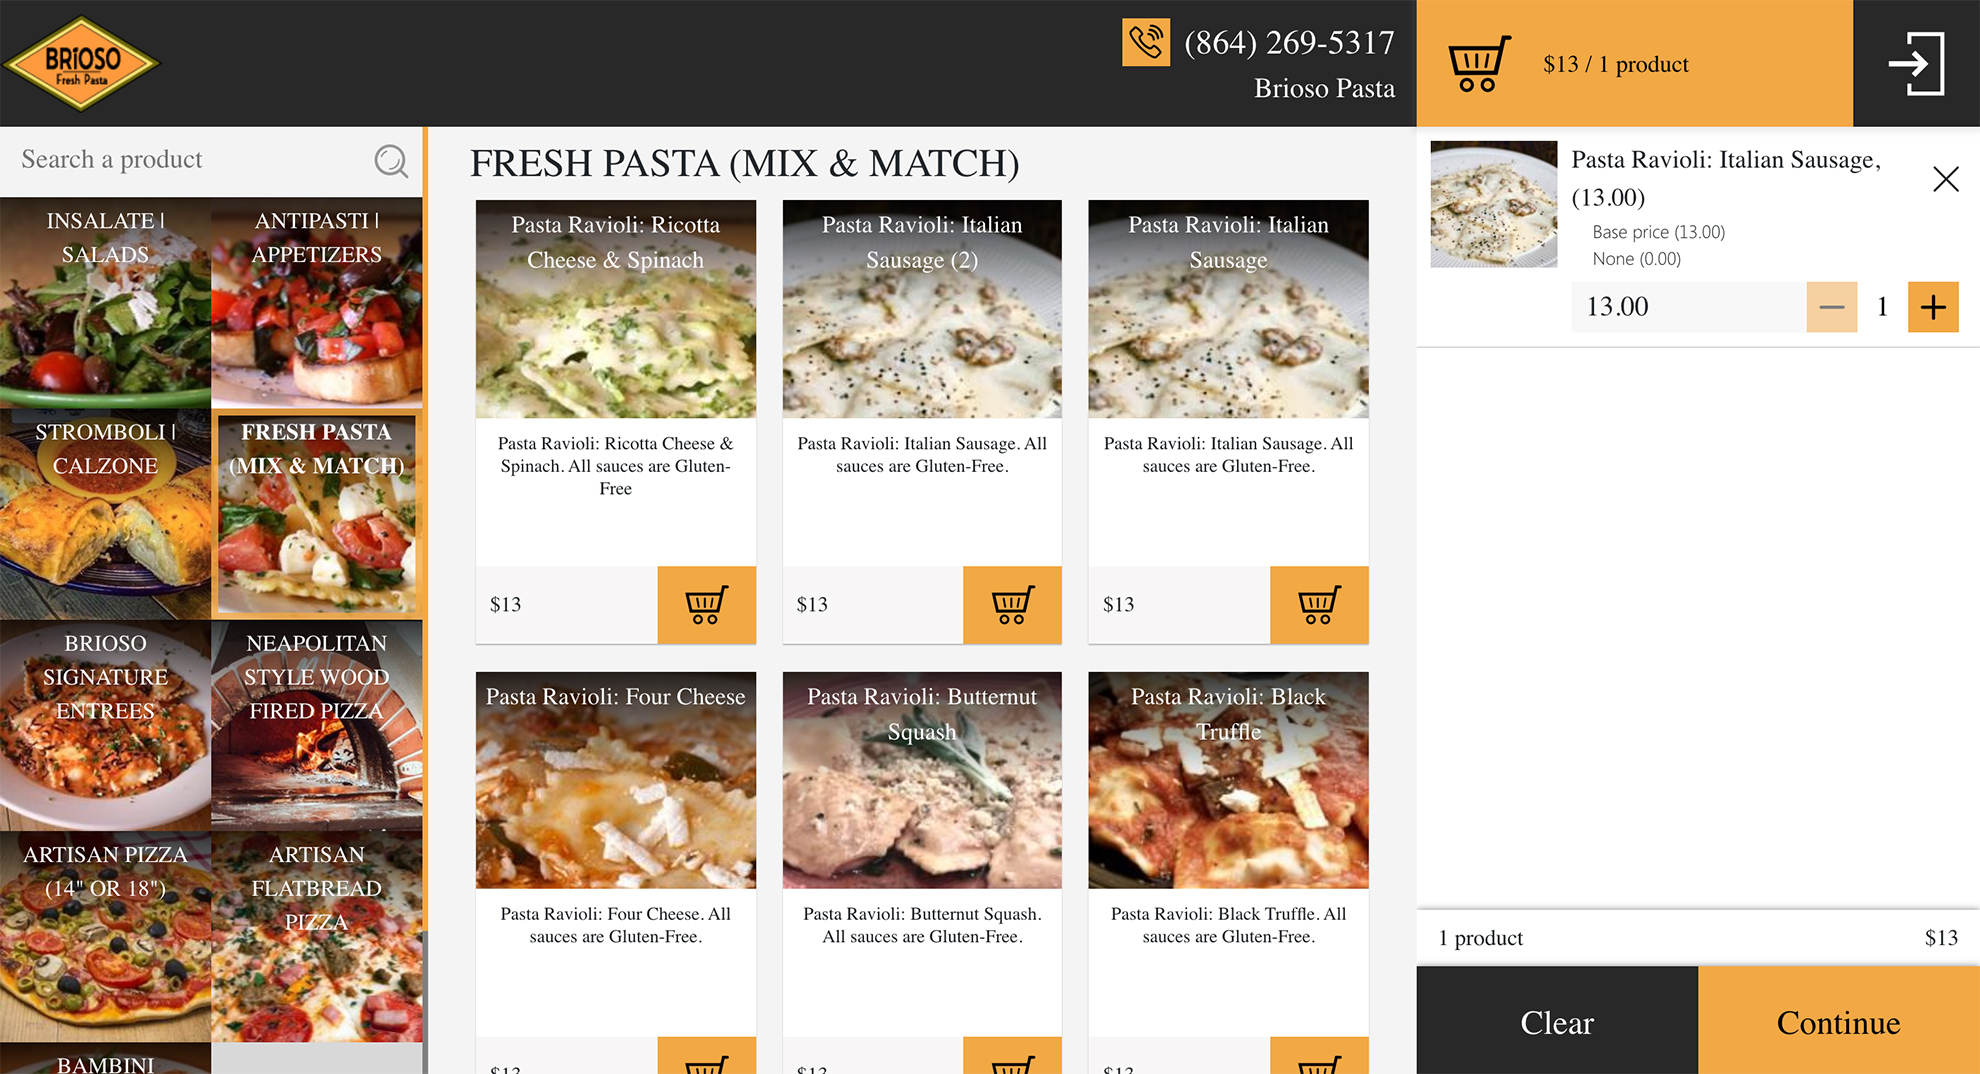 BRiOSO
Fresh Pasta
(864) 269-5317
Brioso Pasta
$13 / 1 product
Search a product
INSALATE |
SALADS
ANTIPASTI |
APPETIZERS
STROMBOLI |
CALZONE
FRESH PASTA
(MIX & MATCH)
BRIOSO
SIGNATURE
ENTREES
NEAPOLITAN
STYLE WOOD
FIRED PIZZA
ARTISAN PIZZA
(14" OR 18")
ARTISAN
FLATBREAD
PIZZA
BAMBINI
FRESH PASTA (MIX & MATCH)
Pasta Ravioli: Ricotta
Cheese & Spinach
Pasta Ravioli: Ricotta Cheese &
Spinach. All sauces are Gluten-
Free
$13
Pasta Ravioli: Italian
Sausage (2)
Pasta Ravioli: Italian Sausage. All
sauces are Gluten-Free.
$13
Pasta Ravioli: Italian
Sausage
Pasta Ravioli: Italian Sausage. All
sauces are Gluten-Free.
$13
Pasta Ravioli: Four Cheese
Pasta Ravioli: Four Cheese. All
sauces are Gluten-Free.
$13
Pasta Ravioli: Butternut
Squash
Pasta Ravioli: Butternut Squash.
All sauces are Gluten-Free.
$13
Pasta Ravioli: Black
Truffle
Pasta Ravioli: Black Truffle. All
sauces are Gluten-Free.
$13
Pasta Ravioli: Italian Sausage,
(13.00)
Base price (13.00)
None (0.00)
13.00
1
1 product
$13
Clear
Continue